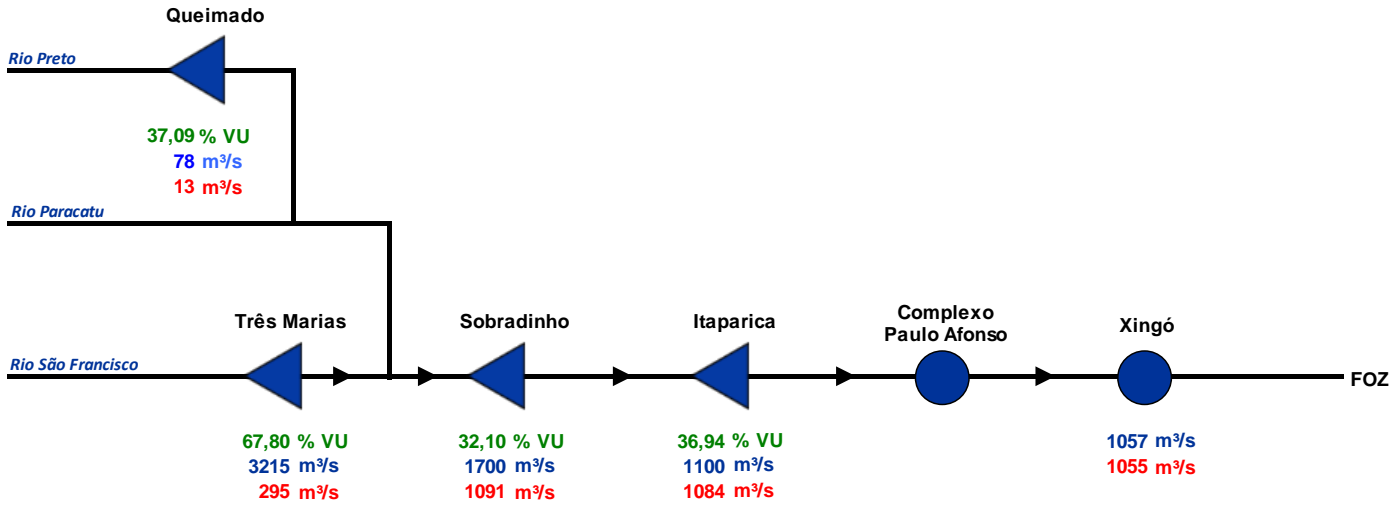 Queimado
Rio Preto
37,09 % VU
78 m³/s
13 m³/s
Rio Paracatu
Três Marias
Sobradinho
Itaparica
Complexo
Paulo Afonso
Xingó
Rio São Francisco
FOZ
67,80 % VU
3215 m³/s
295 m³/s
32,10 % VU
1700 m³/s
1091 m³/s
36,94 % VU
1100 m³/s
1084 m³/s
1057 m³/s
1055 m³/s